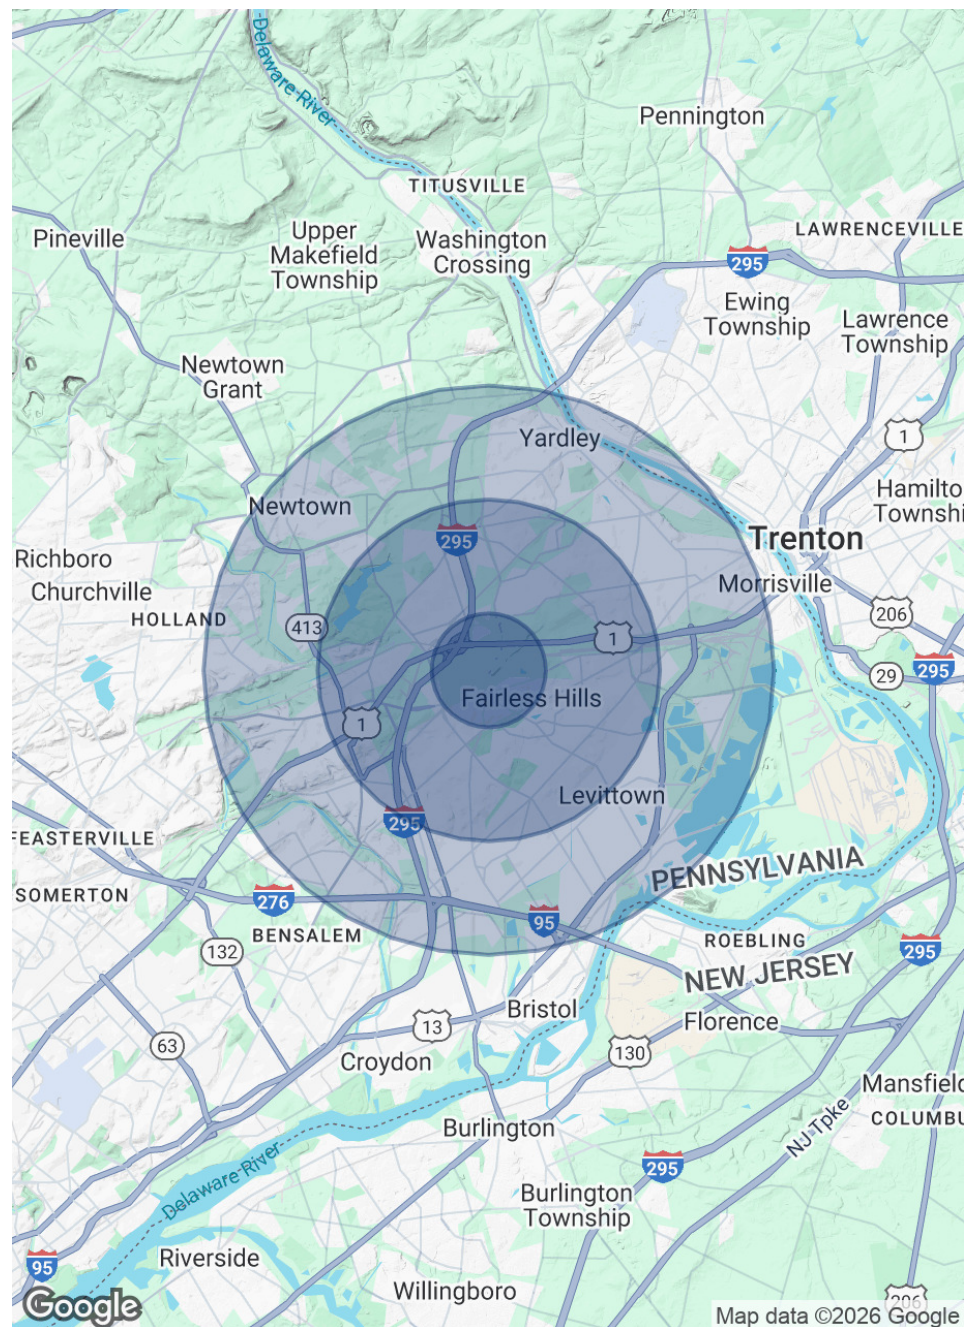 Delaware River
Pennington
TITUSVILLE
Pineville
Upper
Makefield
Township
Washington
Crossing
LAWRENCEVILLE
295
Ewing
Township
Lawrence
Township
Newtown
Grant
Yardley
1
Newtown
Hamilto
Townshi
295
Trenton
Richboro
Churchville
Morrisville
HOLLAND
413
1
206
295
29
Fairless Hills
1
Levittown
295
FEASTERVILLE
PENNSYLVANIA
SOMERTON
276
95
BENSALEM
132
ROEBLING
295
NEW JERSEY
Bristol
Florence
13
63
130
Croydon
Mansfield
COLUMBU
Burlington
NJ Tpke
295
Delaware River
Burlington
Township
Riverside
95
Willingboro
206
Google
Map data ©2026 Google